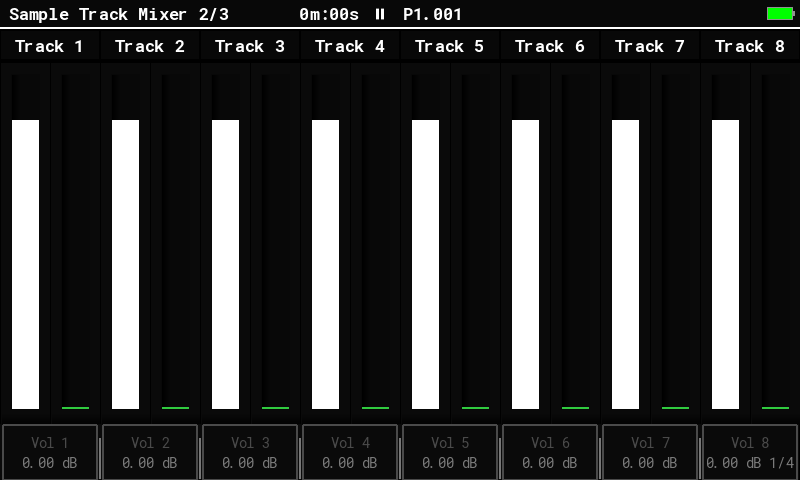 Sample Track Mixer 2/3 0m:00s P1.001
Track 1 Track 2 Track 3 Track 4 Track 5 Track 6 Track 7 Track 8
Vol 1 Vol 2 Vol 3 Vol 4 Vol 5 Vol 6 Vol 7 Vol 8
0.00 dB 0.00 dB 0.00 dB 0.00 dB 0.00 dB 0.00 dB 0.00 dB 0.00 dB 1/4